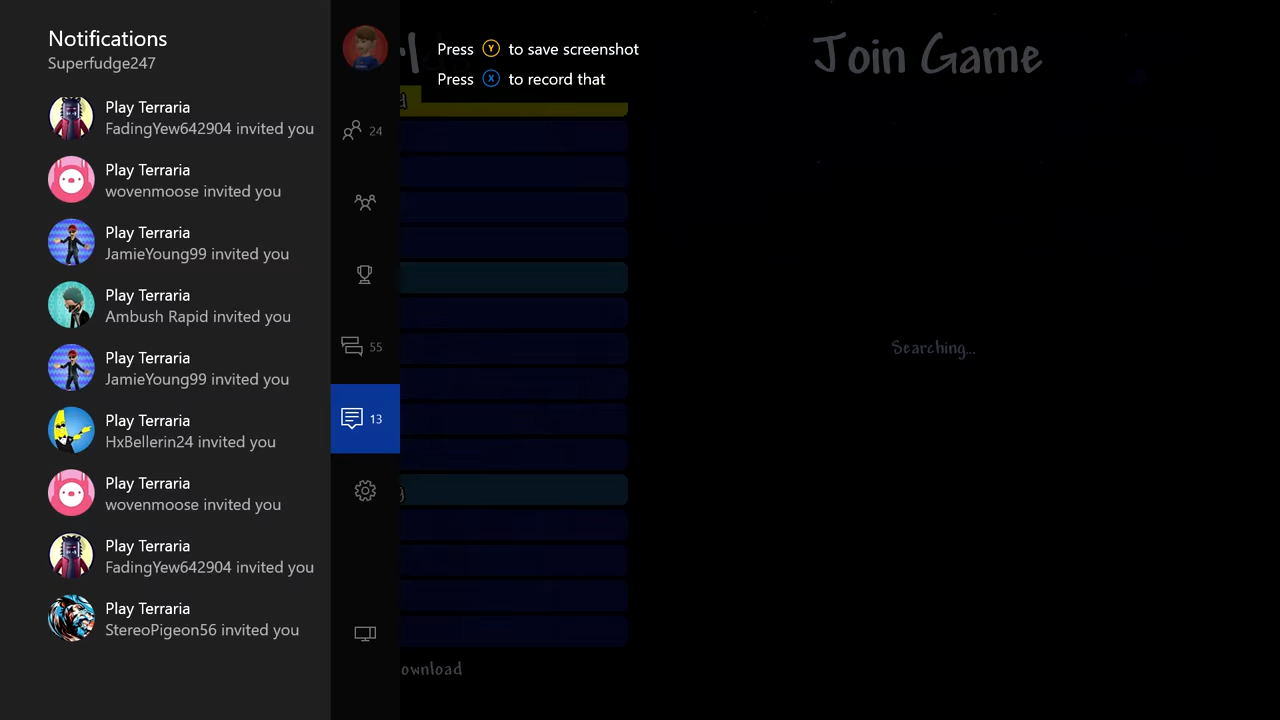 Notifications
Superfudge247
Play Terraria
FadingYew642904 invited you
Play Terraria
wovenmoose invited you
Play Terraria
JamieYoung99 invited you
Play Terraria
Ambush Rapid invited you
Play Terraria
JamieYoung99 invited you
Play Terraria
HxBellerin24 invited you
Play Terraria
wovenmoose invited you
Play Terraria
FadingYew642904 invited you
Play Terraria
StereoPigeon56 invited you
24
55
13
Press Y to save screenshot
Press X to record that
Join Game
Searching...
ownload